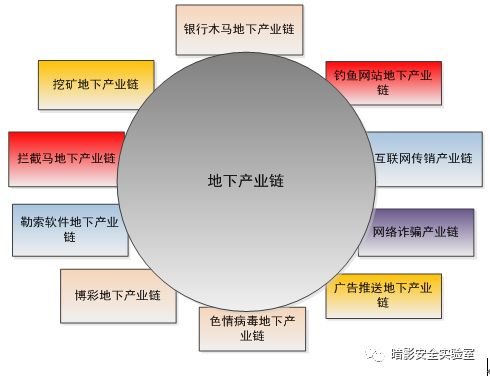 银行木马地下产业链
钓鱼网站地下产业
链
挖矿地下产业
链
拦截马地下产业链
互联网传销产业链
地下产业链
勒索软件地下产业
链
网络诈骗产业链
博彩地下产业链
广告推送地下产业
链
色情病毒地下产
业链
暗影安全实验室